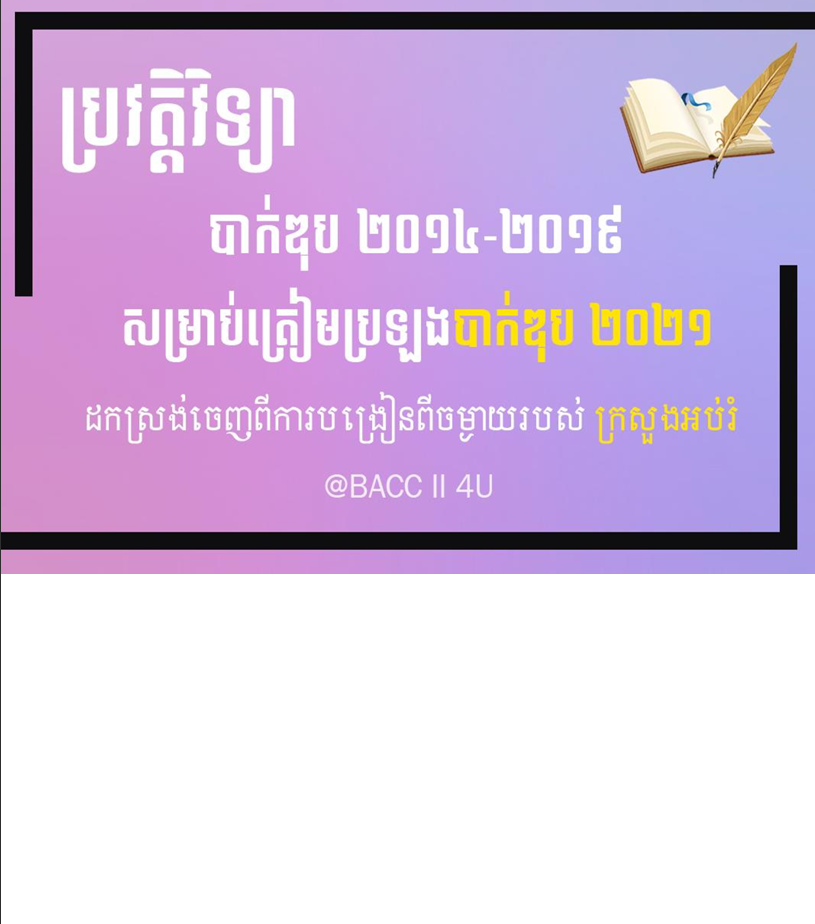 ប្រវត្តិវិទ្យា
បាក់ឌុប ២០១៤-២០១៩
សម្រាប់ត្រៀមប្រឡងបាក់ឌុប ២០២១
ដកស្រង់ចេញពីការបង្រៀនពីចម្ងាយរបស់ ក្រសួងអប់រំ
@BACC II 4U